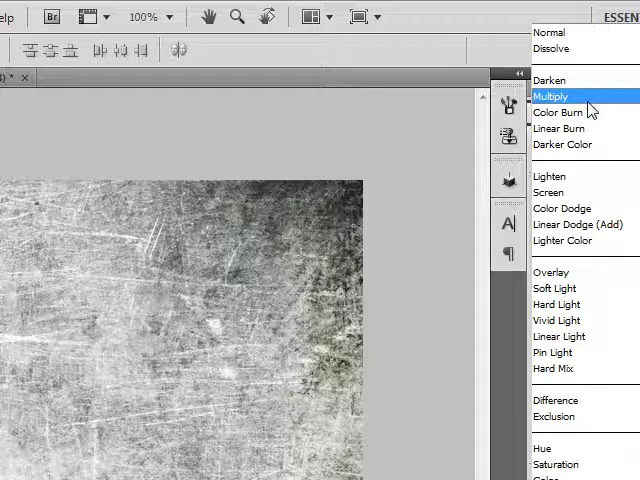 elp Br 100% ESSEN
) * ×
Normal
Dissolve
Darken
Multiply
Color Burn
Linear Burn
Darker Color
Lighten
Screen
Color Dodge
Linear Dodge (Add)
Lighter Color
Overlay
Soft Light
Hard Light
Vivid Light
Linear Light
Pin Light
Hard Mix
Difference
Exclusion
Hue
Saturation
Color